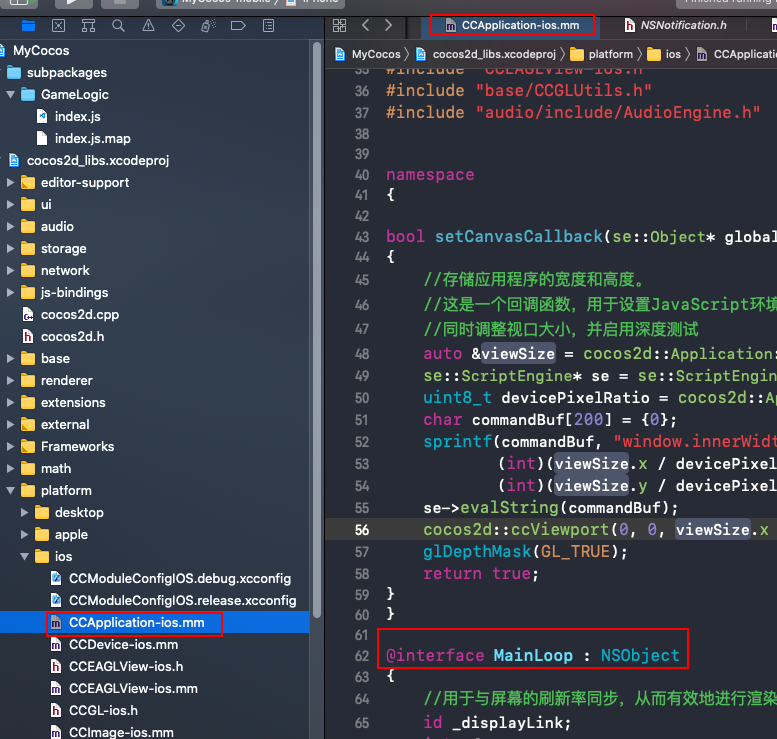 MyCocos-mobile
iPhone
Finished running
CCApplication-ios.mm
NSNotification.h
MyCocos
cocos2d_libs.xcodeproj
platform
ios
CCApplicatio
MyCocos
subpackages
GameLogic
index.js
index.js.map
cocos2d_libs.xcodeproj
editor-support
ui
audio
storage
network
js-bindings
cocos2d.cpp
cocos2d.h
base
renderer
extensions
external
Frameworks
math
platform
desktop
apple
ios
CCModuleConfigIOS.debug.xcconfig
CCModuleConfigIOS.release.xcconfig
CCApplication-ios.mm
CCDevice-ios.mm
CCEAGLView-ios.h
CCEAGLView-ios.mm
CCGL-ios.h
CCImage-ios.mm
35 #include "CCEAGLView-ios.h"
36 #include "base/CCGLUtils.h"
37 #include "audio/include/AudioEngine.h"
38
39
40 namespace
41 {
42
43 bool setCanvasCallback(se::Object* global
44 {
45 //存储应用程序的宽度和高度。
46 //这是一个回调函数，用于设置JavaScript环境
47 //同时调整视口大小，并启用深度测试
48 auto &viewSize = cocos2d::Application:
49 se::ScriptEngine* se = se::ScriptEngin
50 uint8_t devicePixelRatio = cocos2d::Ap
51 char commandBuf[200] = {0};
52 sprintf(commandBuf, "window.innerWidt
53 (int)(viewSize.x / devicePixel
54 (int)(viewSize.y / devicePixel
55 se->evalString(commandBuf);
56 cocos2d::ccViewport(0, 0, viewSize.x
57 glDepthMask(GL_TRUE);
58 return true;
59 }
60 }
61
62 @interface MainLoop : NSObject
63 {
64 //用于与屏幕的刷新率同步，从而有效地进行渲染
65 id _displayLink;